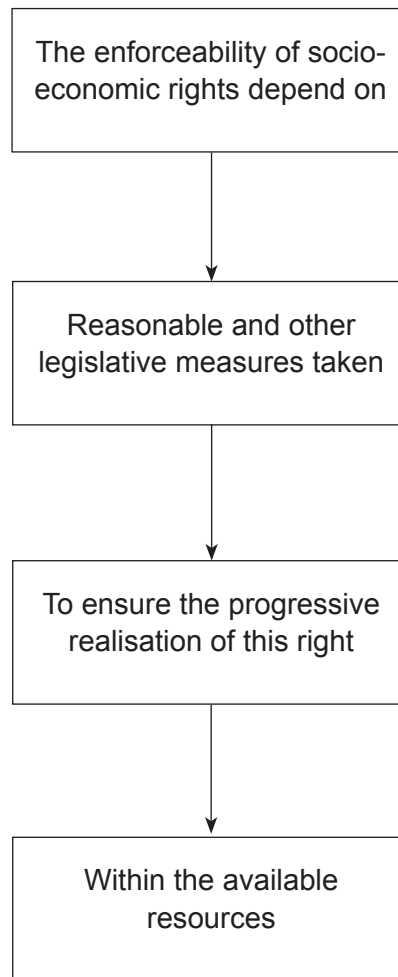 The enforceability of socio-
economic rights depend on
Reasonable and other
legislative measures taken
To ensure the progressive
realisation of this right
Within the available
resources